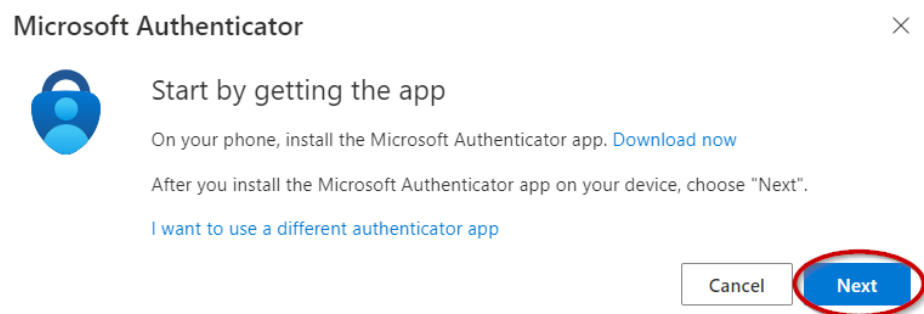 Microsoft Authenticator
Start by getting the app
On your phone, install the Microsoft Authenticator app. Download now
After you install the Microsoft Authenticator app on your device, choose "Next".
I want to use a different authenticator app
Cancel
Next